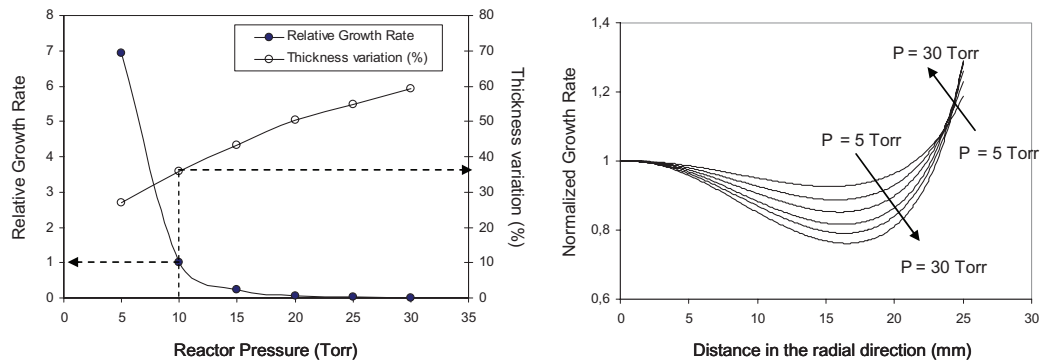 8
7
6
5
4
3
2
1
0
Relative Growth Rate
Relative Growth Rate
Thickness variation (%)
80
70
60
50
40
30
20
10
0
Thickness variation (%)
0 5 10 15 20 25 30 35
Reactor Pressure (Torr)
1,4
1,2
1
0,8
0,6
Normalized Growth Rate
P = 30 Torr
P = 5 Torr
P = 5 Torr
P = 30 Torr
0 5 10 15 20 25 30
Distance in the radial direction (mm)